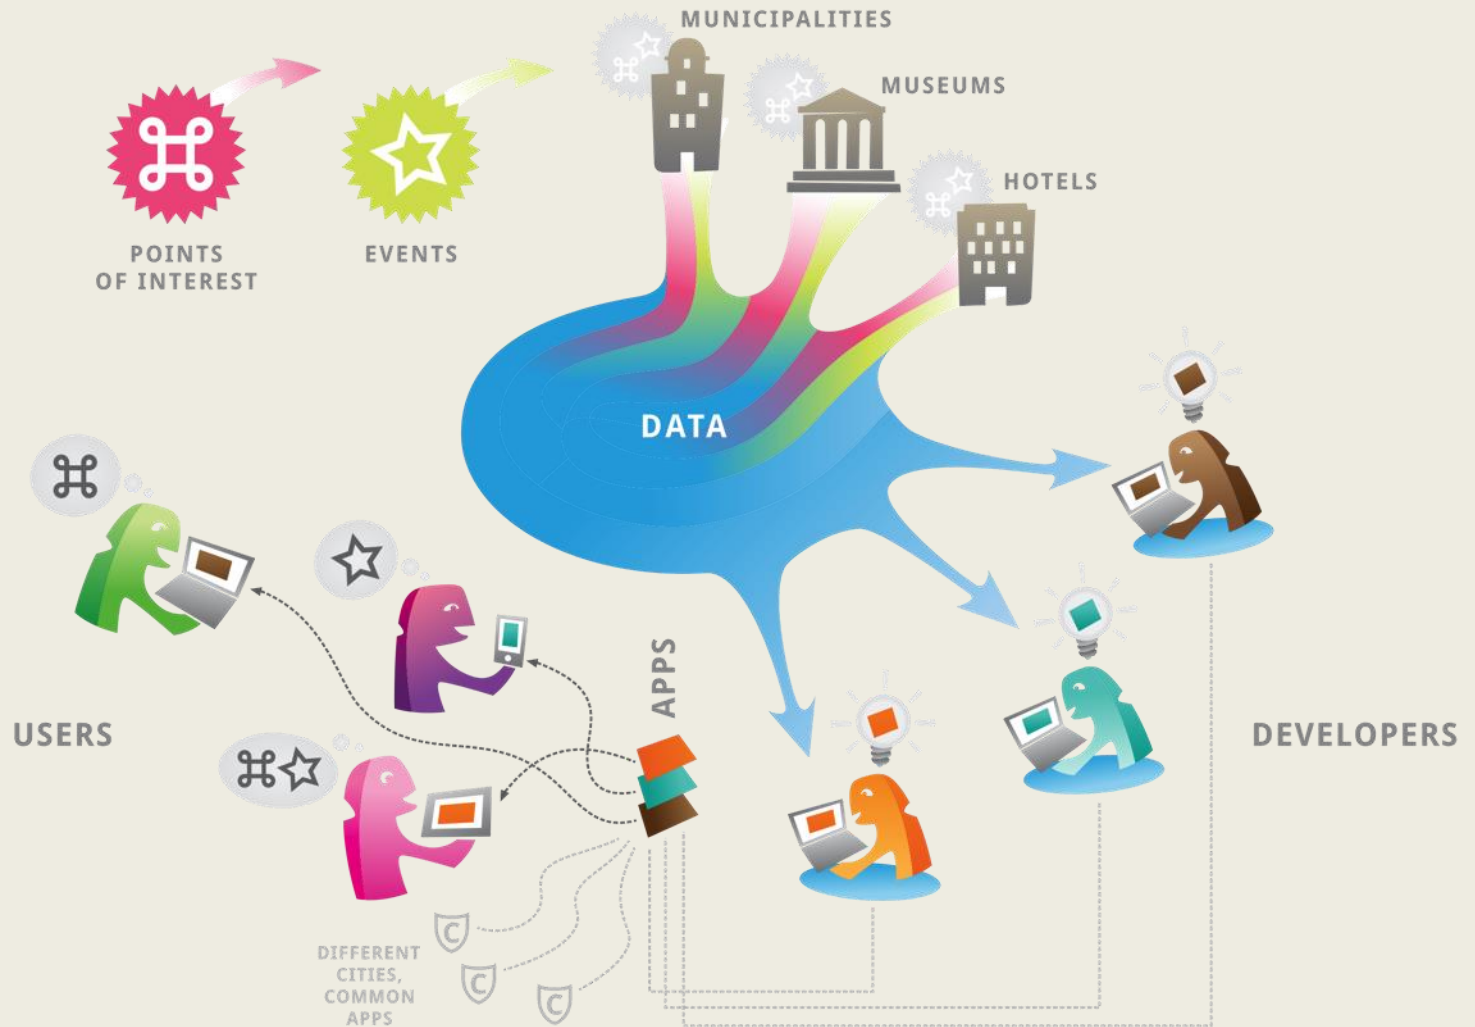 MUNICIPALITIES
MUSEUMS
HOTELS
POINTS
OF INTEREST
EVENTS
DATA
APPS
USERS
DEVELOPERS
DIFFERENT
CITIES,
COMMON
APPS
C
C
C